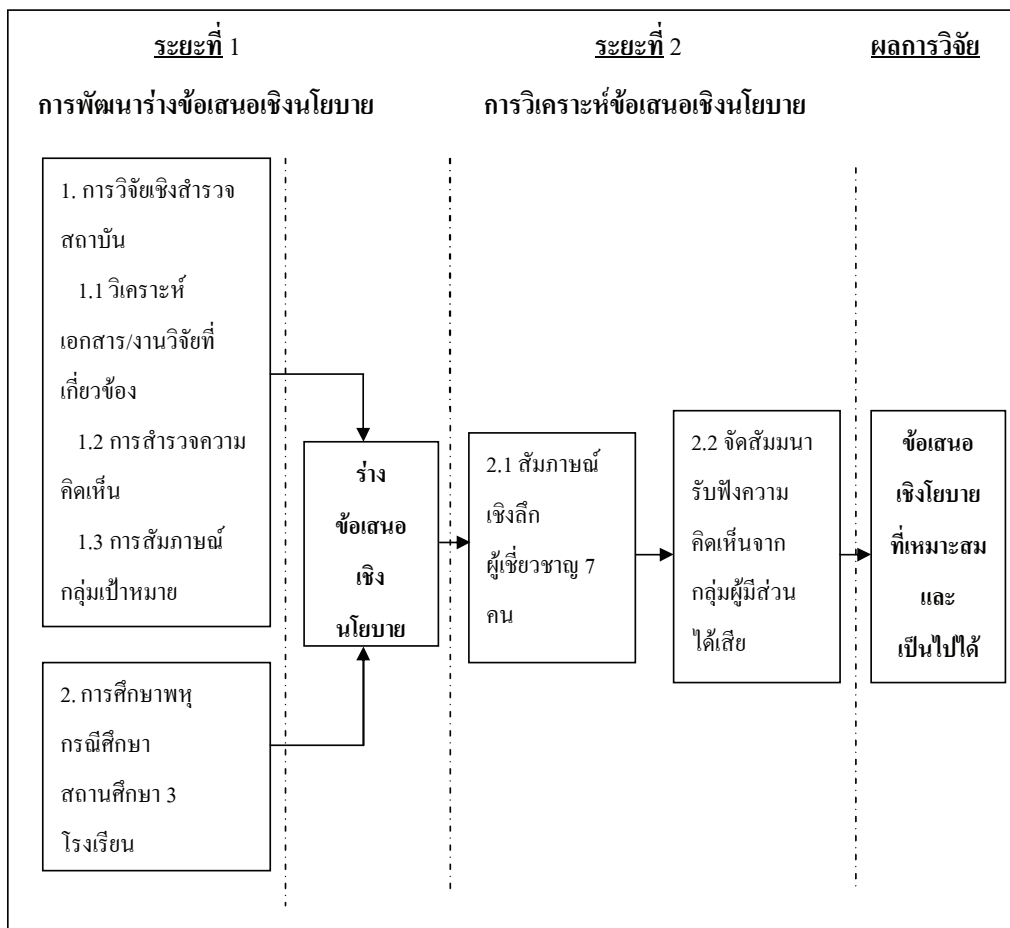 ระยะที่ 1
การพัฒนาร่างข้อเสนอเชิงนโยบาย
ระยะที่ 2
การวิเคราะห์ข้อเสนอเชิงนโยบาย
ผลการวิจัย
1. การวิจัยเชิงสำรวจ
สถาบัน
1.1 วิเคราะห์
เอกสาร/งานวิจัยที่
เกี่ยวข้อง
1.2 การสำรวจความ
คิดเห็น
1.3 การสัมภาษณ์
กลุ่มเป้าหมาย
2. การศึกษาพหุ
กรณีศึกษา
สถานศึกษา 3
โรงเรียน
ร่าง
ข้อเสนอ
เชิง
นโยบาย
2.1 สัมภาษณ์
เชิงลึก
ผู้เชี่ยวชาญ 7
คน
2.2 จัดสัมมนา
รับฟังความ
คิดเห็นจาก
กลุ่มผู้มีส่วน
ได้เสีย
ข้อเสนอ
เชิงโยบาย
ที่เหมาะสม
และ
เป็นไปได้